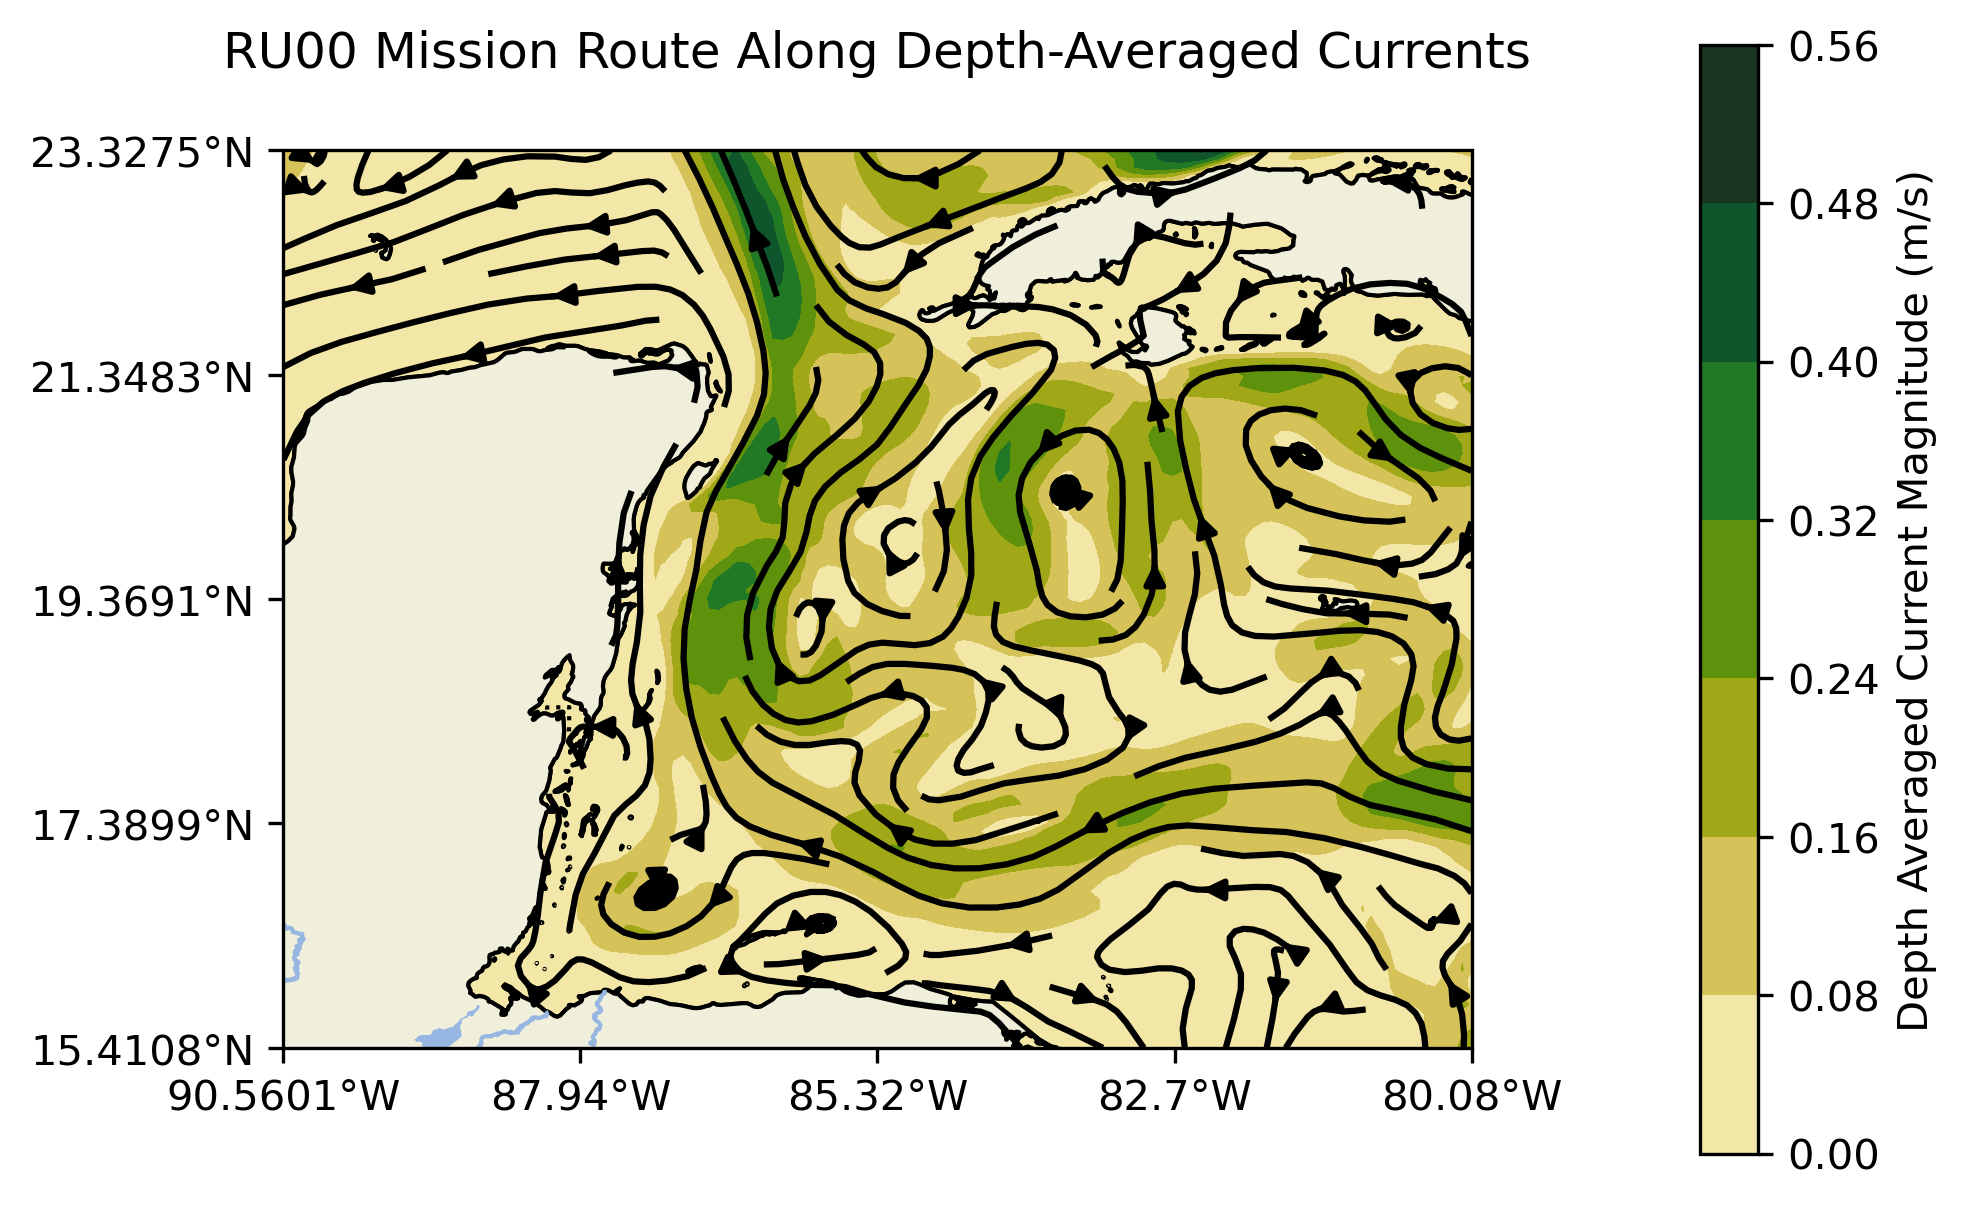 RU00 Mission Route Along Depth-Averaged Currents
23.3275°N
21.3483°N
19.3691°N
17.3899°N
15.4108°N
90.5601°W
87.94°W
85.32°W
82.7°W
80.08°W
0.56
0.48
0.40
0.32
0.24
0.16
0.08
0.00
Depth Averaged Current Magnitude (m/s)